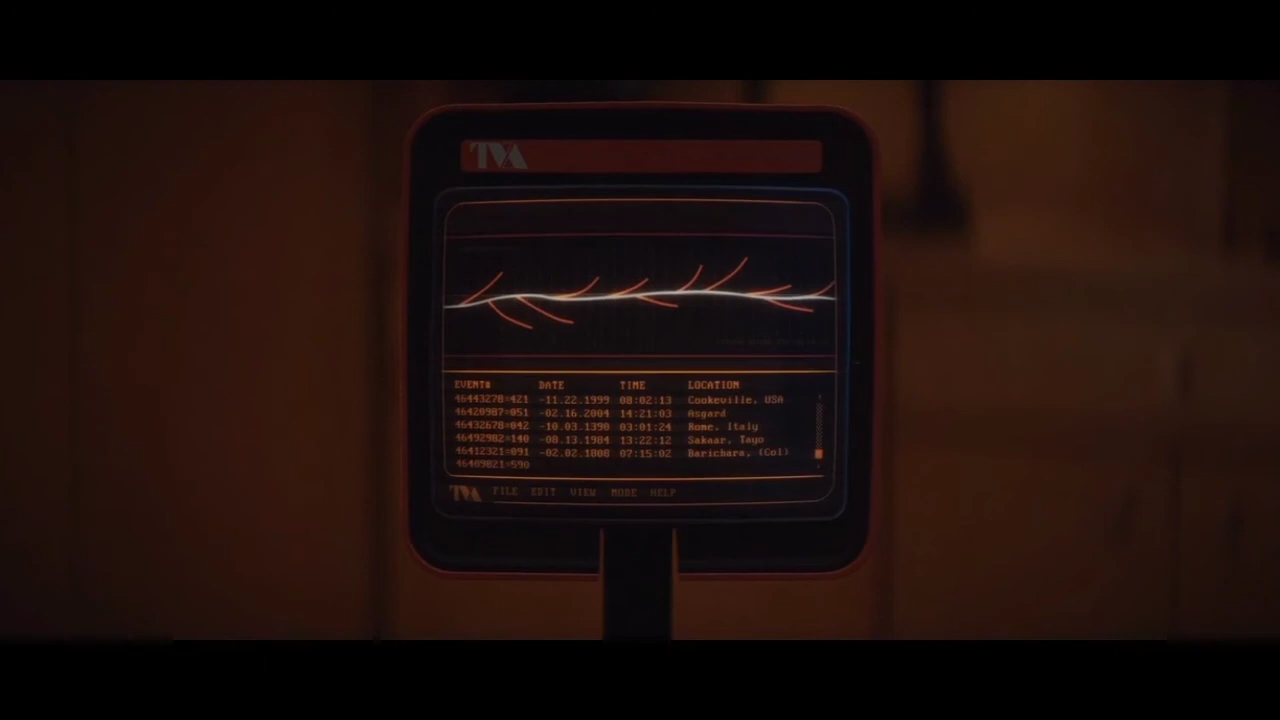 TVA
EVENT# DATE TIME LOCATION
46443278=421 -11.22.1999 08:02:13 Cookeville, USA
46420987=051 -02.16.2004 14:21:03 Asgard
46432678=042 -10.03.1390 03:01:24 Rome, Italy
46492982=140 -08.13.1984 13:22:12 Sakaar, Tayo
46412321=091 -02.02.1808 07:15:02 Barichara, (Col)
46409821=590
TVA FILE EDIT VIEW MORE HELP